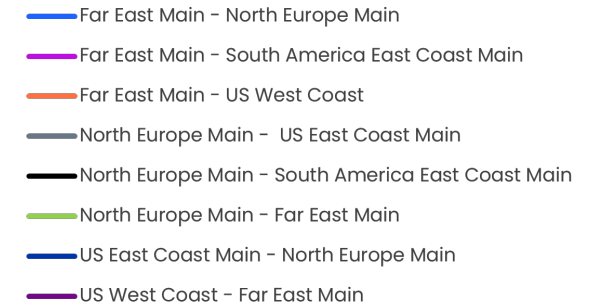 Far East Main - North Europe Main
Far East Main - South America East Coast Main
Far East Main - US West Coast
North Europe Main -  US East Coast Main
North Europe Main - South America East Coast Main
North Europe Main - Far East Main
US East Coast Main - North Europe Main
US West Coast - Far East Main